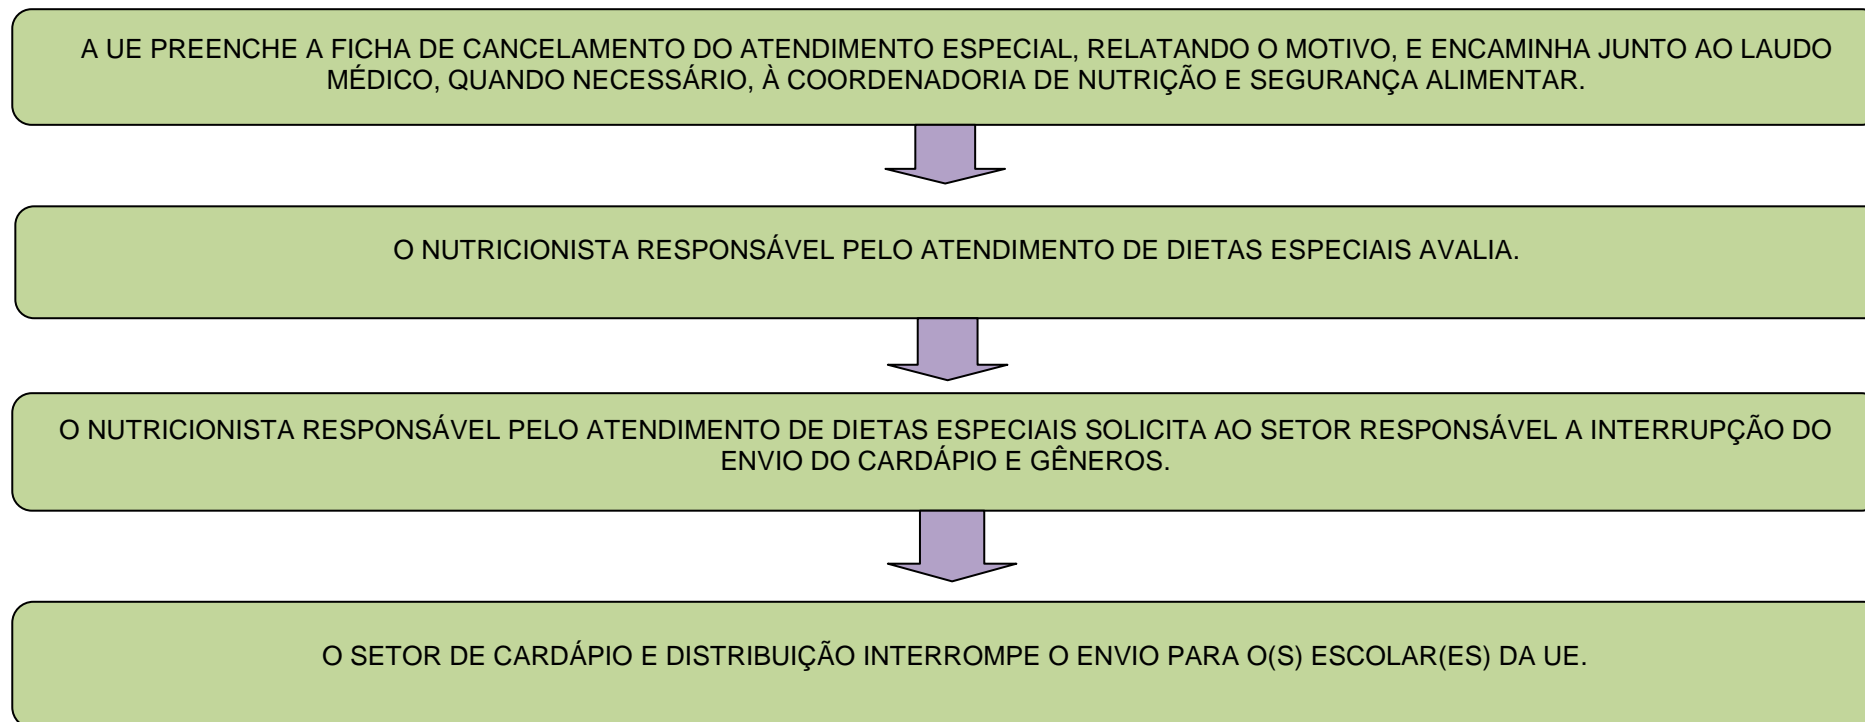 A UE PREENCHE A FICHA DE CANCELAMENTO DO ATENDIMENTO ESPECIAL, RELATANDO O MOTIVO, E ENCAMINHA JUNTO AO LAUDO
MÉDICO, QUANDO NECESSÁRIO, À COORDENADORIA DE NUTRIÇÃO E SEGURANÇA ALIMENTAR.
O NUTRICIONISTA RESPONSÁVEL PELO ATENDIMENTO DE DIETAS ESPECIAIS AVALIA.
O NUTRICIONISTA RESPONSÁVEL PELO ATENDIMENTO DE DIETAS ESPECIAIS SOLICITA AO SETOR RESPONSÁVEL A INTERRUPÇÃO DO
ENVIO DO CARDÁPIO E GÊNEROS.
O SETOR DE CARDÁPIO E DISTRIBUIÇÃO INTERROMPE O ENVIO PARA O(S) ESCOLAR(ES) DA UE.